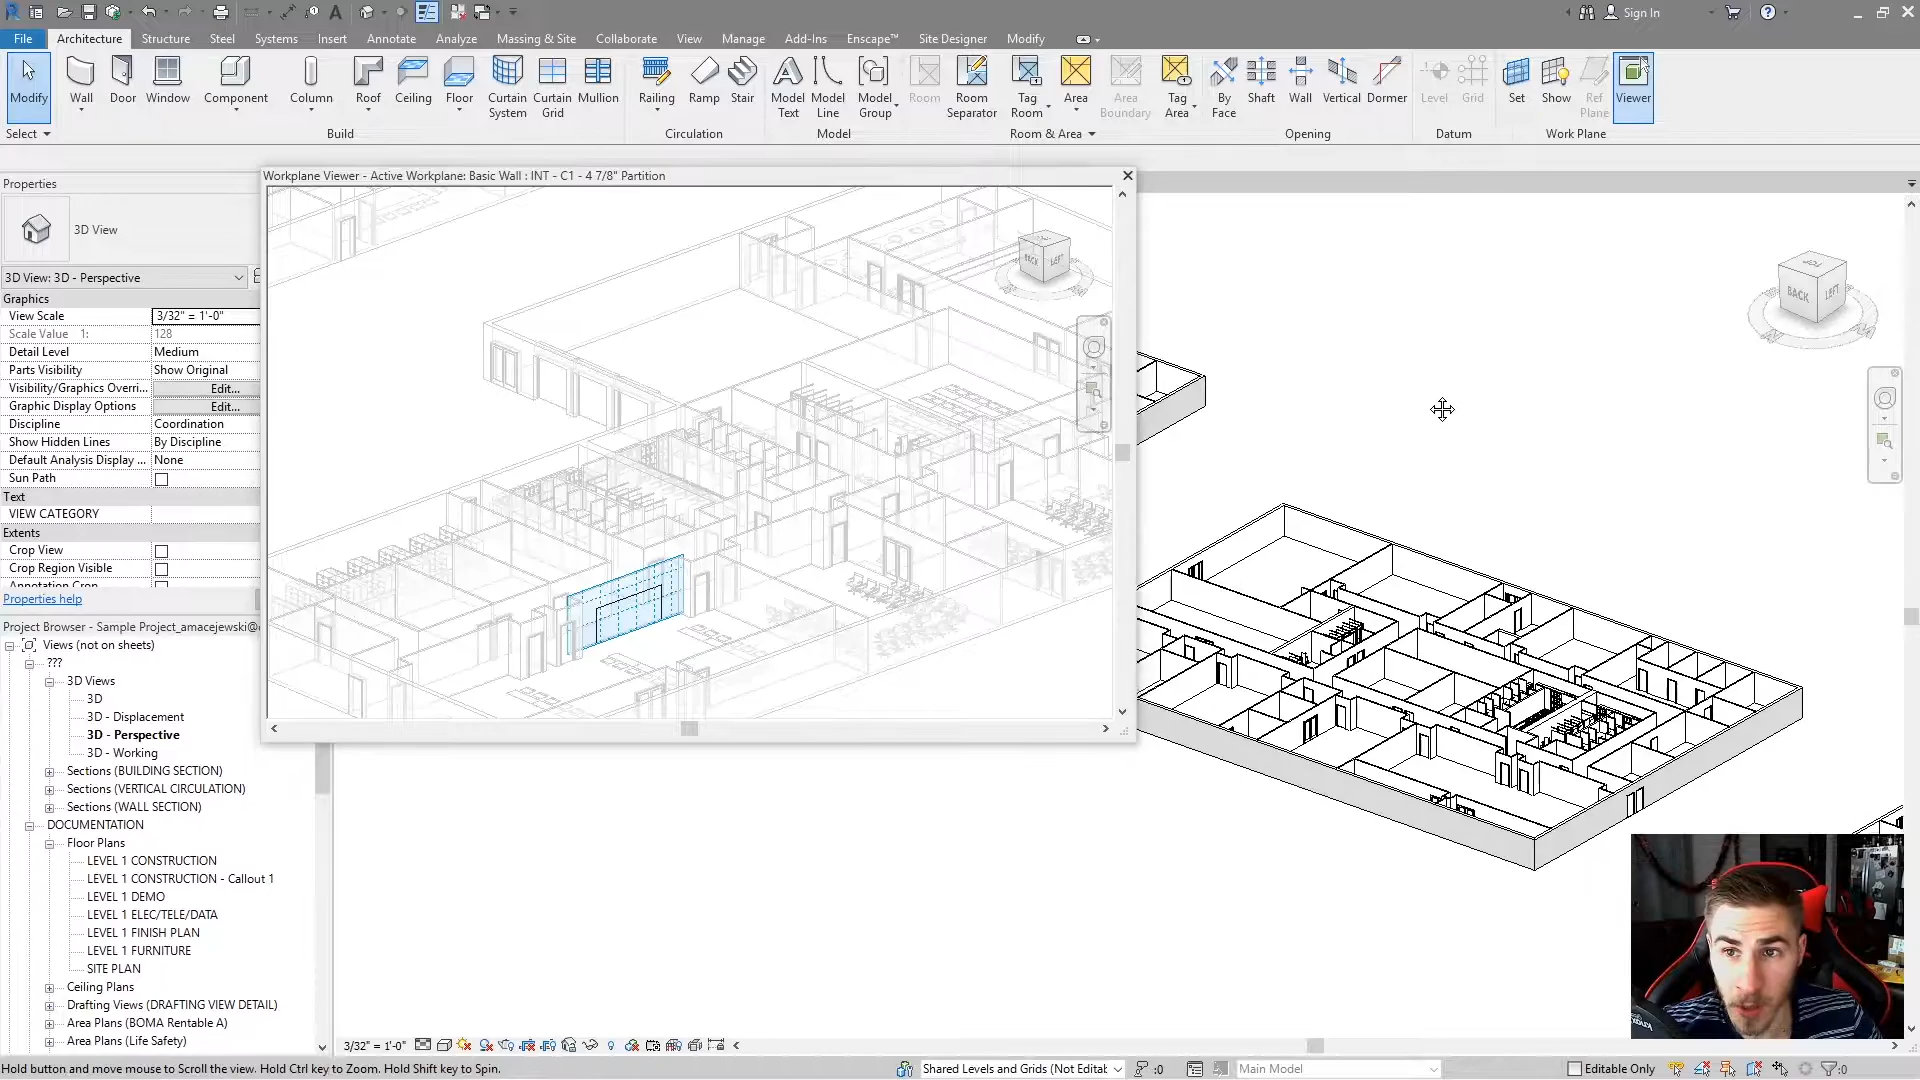 Sign In
File Architecture Structure Steel Systems Insert Annotate Analyze Massing & Site Collaborate View Manage Add-Ins Enscape™ Site Designer Modify
Modify Wall Door Window Component Column Roof Ceiling Floor Curtain System Curtain Grid Mullion Railing Ramp Stair Model Text Model Line Model Group Room Room Separator Tag Room Area Area Boundary Tag Area By Face Shaft Wall Vertical Dormer Level Grid Set Show Ref Plane Viewer
Select Build Circulation Model Room & Area Opening Datum Work Plane
Properties
3D View
3D View: 3D - Perspective
Graphics
View Scale 3/32" = 1'-0"
Scale Value 1: 128
Detail Level Medium
Parts Visibility Show Original
Visibility/Graphics Overri... Edit...
Graphic Display Options Edit...
Discipline Coordination
Show Hidden Lines By Discipline
Default Analysis Display ... None
Sun Path
Text
VIEW CATEGORY
Extents
Crop View
Crop Region Visible
Annotation Crop
Properties help
Project Browser - Sample Project_amacejewski@
Views (not on sheets)
???
3D Views
3D
3D - Displacement
3D - Perspective
3D - Working
Sections (BUILDING SECTION)
Sections (VERTICAL CIRCULATION)
Sections (WALL SECTION)
DOCUMENTATION
Floor Plans
LEVEL 1 CONSTRUCTION
LEVEL 1 CONSTRUCTION - Callout 1
LEVEL 1 DEMO
LEVEL 1 ELEC/TELE/DATA
LEVEL 1 FINISH PLAN
LEVEL 1 FURNITURE
SITE PLAN
Ceiling Plans
Drafting Views (DRAFTING VIEW DETAIL)
Area Plans (BOMA Rentable A)
Area Plans (Life Safety)
Workplane Viewer - Active Workplane: Basic Wall : INT - C1 - 4 7/8" Partition
BACK LEFT
TOP
BACK LEFT
3/32" = 1'-0"
Hold button and move mouse to Scroll the view. Hold Ctrl key to Zoom. Hold Shift key to Spin.
Shared Levels and Grids (Not Editab
:0
Main Model
Editable Only
:0